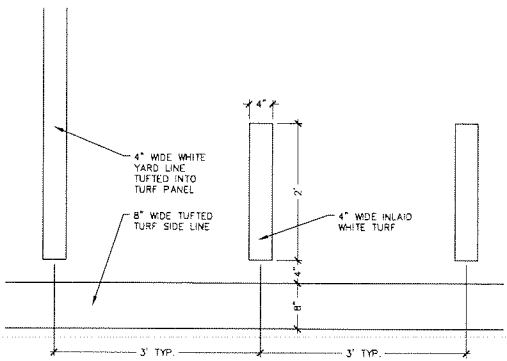 4"
4" WIDE WHITE
YARD LINE
TUFTED INTO
TURF PANEL
2'
8" WIDE TUFTED
TURF SIDE LINE
4" WIDE INLAID
WHITE TURF
4"
8"
3' TYP.
3' TYP.